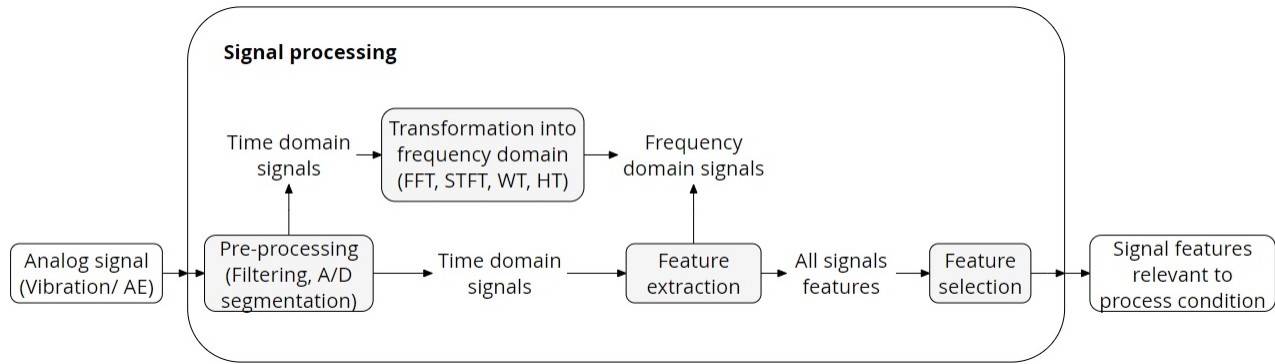 Signal processing
Time domain
signals
Transformation into
frequency domain
(FFT, STFT, WT, HT)
Frequency
domain signals
Analog signal
(Vibration/ AE)
Pre-processing
(Filtering, A/D
segmentation)
Time domain
signals
Feature
extraction
All signals
features
Feature
selection
Signal features
relevant to
process condition